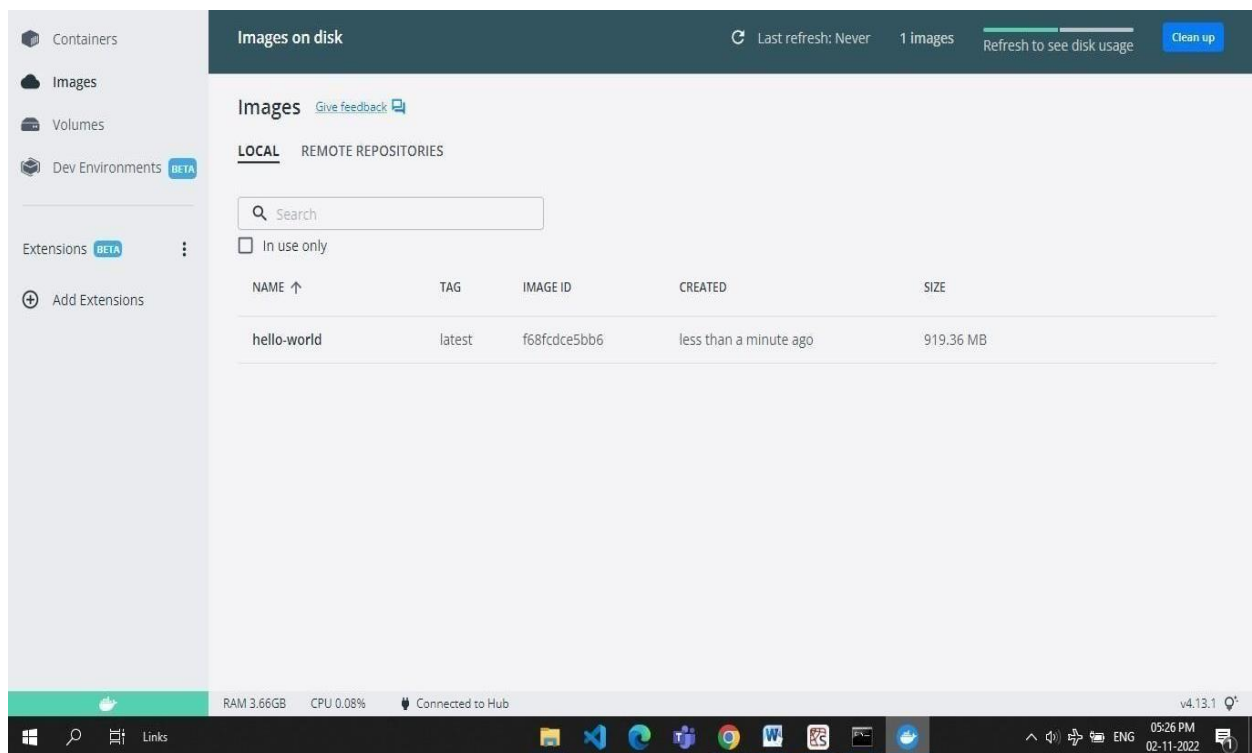 Containers
Images
Volumes
Dev Environments BETA
Extensions BETA
Add Extensions
Images on disk
Last refresh: Never
1 images
Refresh to see disk usage
Clean up
Images Give feedback
LOCAL REMOTE REPOSITORIES
Search
In use only
NAME TAG IMAGE ID CREATED SIZE
hello-world latest f68fcdce5bb6 less than a minute ago 919.36 MB
RAM 3.66GB CPU 0.08% Connected to Hub v4.13.1
Links ENG 05:26 PM
02-11-2022